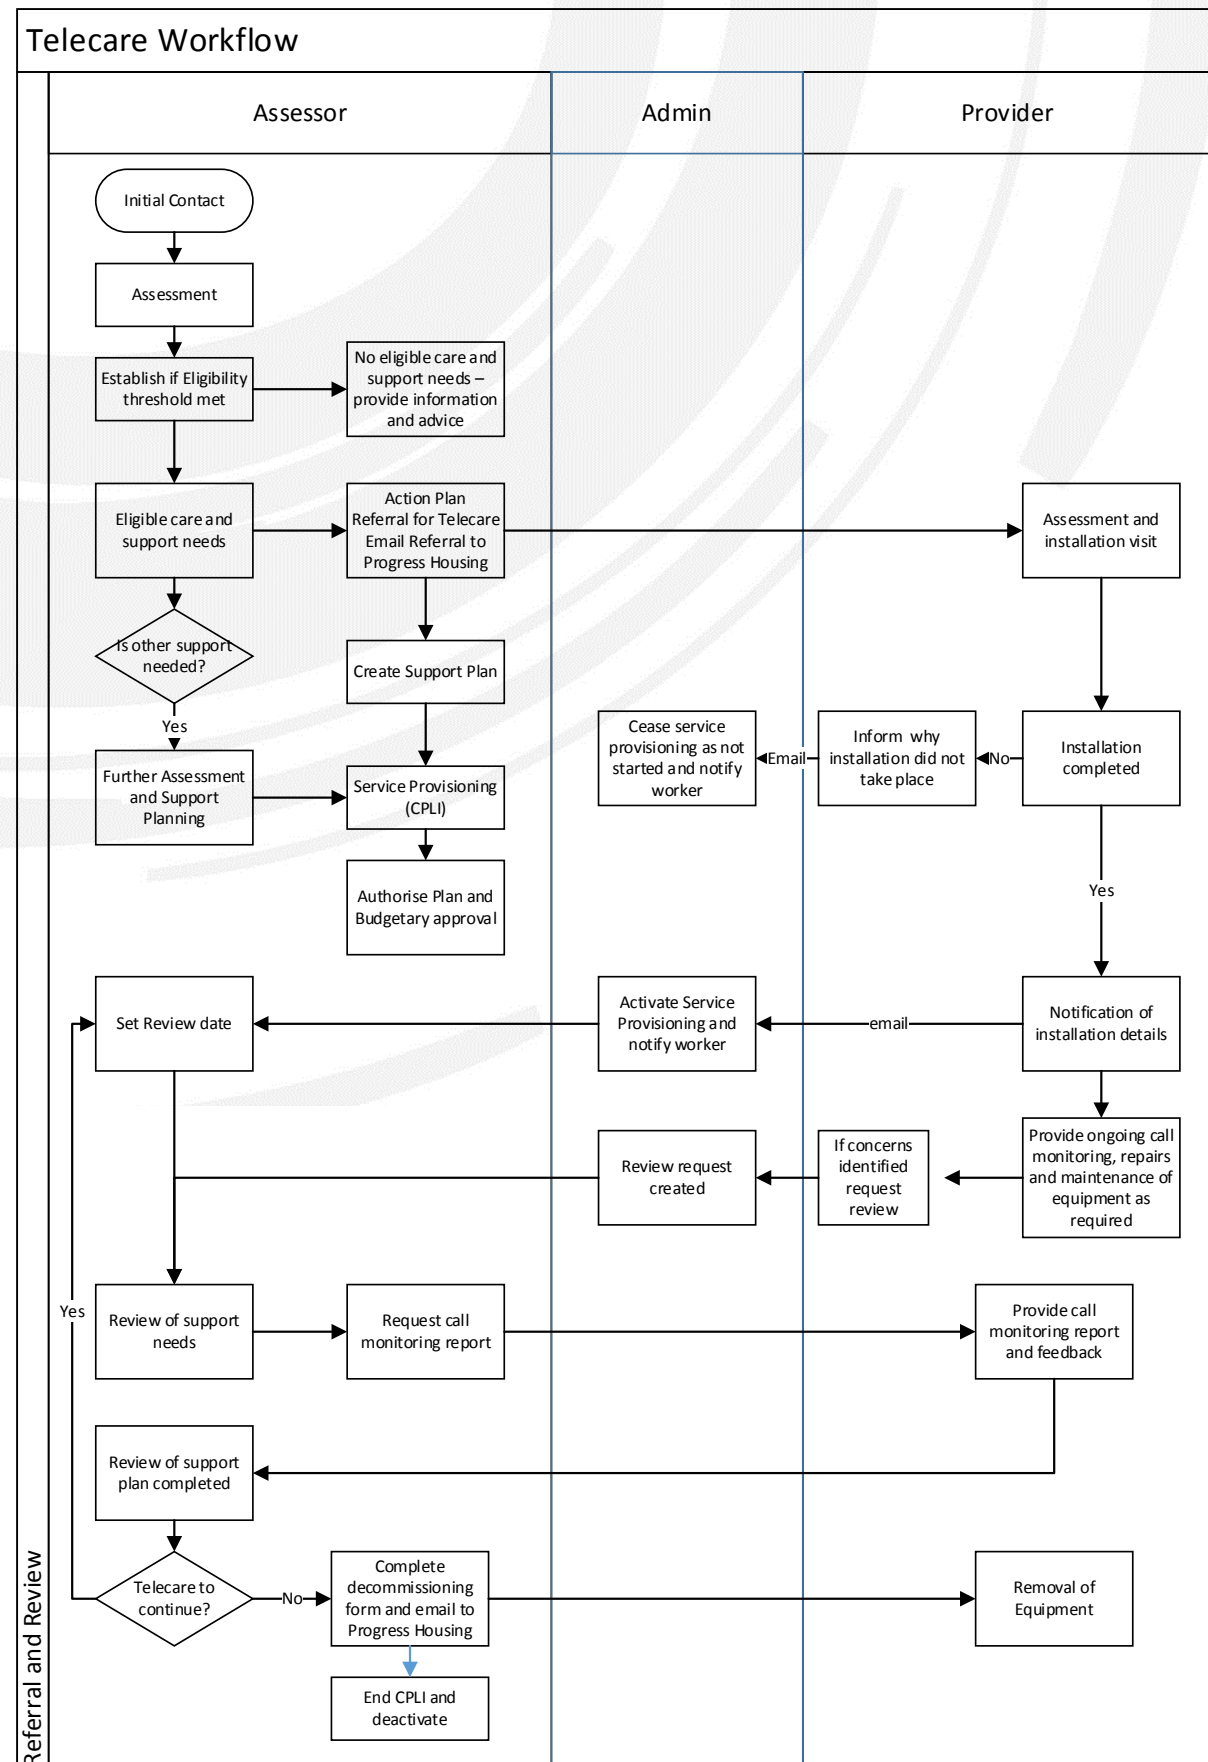 Telecare Workflow
Assessor
Admin
Provider
Referral and Review
Initial Contact
Assessment
Establish if Eligibility
threshold met
No eligible care and
support needs –
provide information
and advice
Eligible care and
support needs
Action Plan
Referral for Telecare
Email Referral to
Progress Housing
Assessment and
installation visit
Is other support
needed?
Create Support Plan
Yes
Further Assessment
and Support
Planning
Service Provisioning
(CPLI)
Cease service
provisioning as not
started and notify
worker
Email
Inform why
installation did not
take place
No
Installation
completed
Authorise Plan and
Budgetary approval
Yes
Set Review date
Activate Service
Provisioning and
notify worker
email
Notification of
installation details
Review request
created
If concerns
identified
request
review
Provide ongoing call
monitoring, repairs
and maintenance of
equipment as
required
Yes
Review of support
needs
Request call
monitoring report
Provide call
monitoring report
and feedback
Review of support
plan completed
Telecare to
continue?
No
Complete
decommissioning
form and email to
Progress Housing
Removal of
Equipment
End CPLI and
deactivate